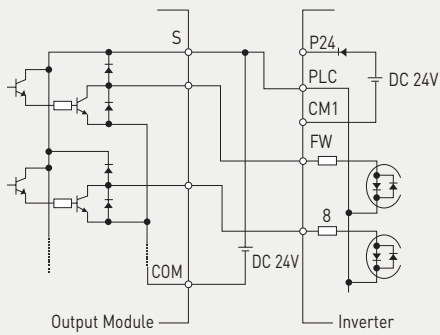 S
P24
PLC
DC 24V
CM1
FW
8
COM
DC 24V
Output Module
Inverter